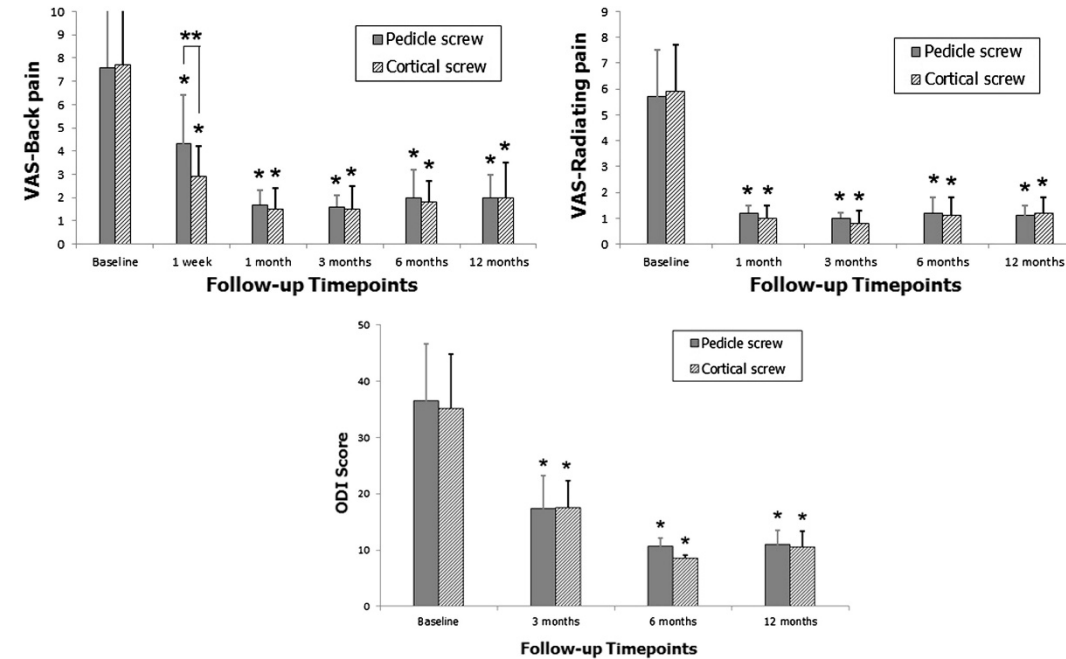 10
9
8
7
6
5
4
3
2
1
0
VAS-Back pain
Pedicle screw
Cortical screw
**
*
*
* *
* *
* *
* *
Baseline 1 week 1 month 3 months 6 months 12 months
Follow-up Timepoints
9
8
7
6
5
4
3
2
1
0
VAS-Radiating pain
Pedicle screw
Cortical screw
* *
* *
* *
* *
Baseline 1 month 3 months 6 months 12 months
Follow-up Timepoints
50
40
30
20
10
0
ODI Score
Pedicle screw
Cortical screw
* *
* *
* *
Baseline 3 months 6 months 12 months
Follow-up Timepoints